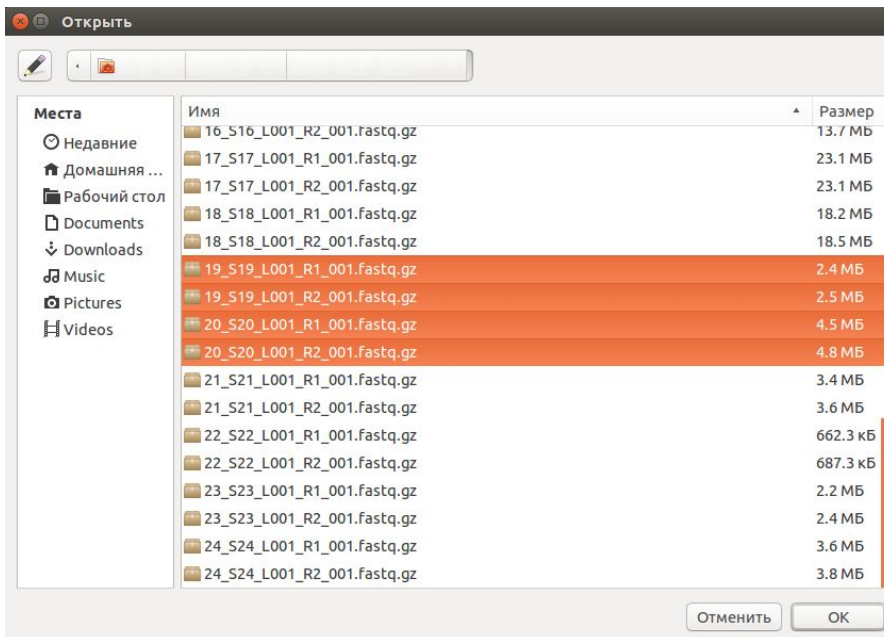 Открыть
Места
Недавние
Домашняя ...
Рабочий стол
Documents
Downloads
Music
Pictures
Videos
Имя Размер
16_S16_L001_R2_001.fastq.gz 13.7 МБ
17_S17_L001_R1_001.fastq.gz 23.1 МБ
17_S17_L001_R2_001.fastq.gz 23.1 МБ
18_S18_L001_R1_001.fastq.gz 18.2 МБ
18_S18_L001_R2_001.fastq.gz 18.5 МБ
19_S19_L001_R1_001.fastq.gz 2.4 МБ
19_S19_L001_R2_001.fastq.gz 2.5 МБ
20_S20_L001_R1_001.fastq.gz 4.5 МБ
20_S20_L001_R2_001.fastq.gz 4.8 МБ
21_S21_L001_R1_001.fastq.gz 3.4 МБ
21_S21_L001_R2_001.fastq.gz 3.6 МБ
22_S22_L001_R1_001.fastq.gz 662.3 кБ
22_S22_L001_R2_001.fastq.gz 687.3 кБ
23_S23_L001_R1_001.fastq.gz 2.2 МБ
23_S23_L001_R2_001.fastq.gz 2.4 МБ
24_S24_L001_R1_001.fastq.gz 3.6 МБ
24_S24_L001_R2_001.fastq.gz 3.8 МБ
Отменить OK